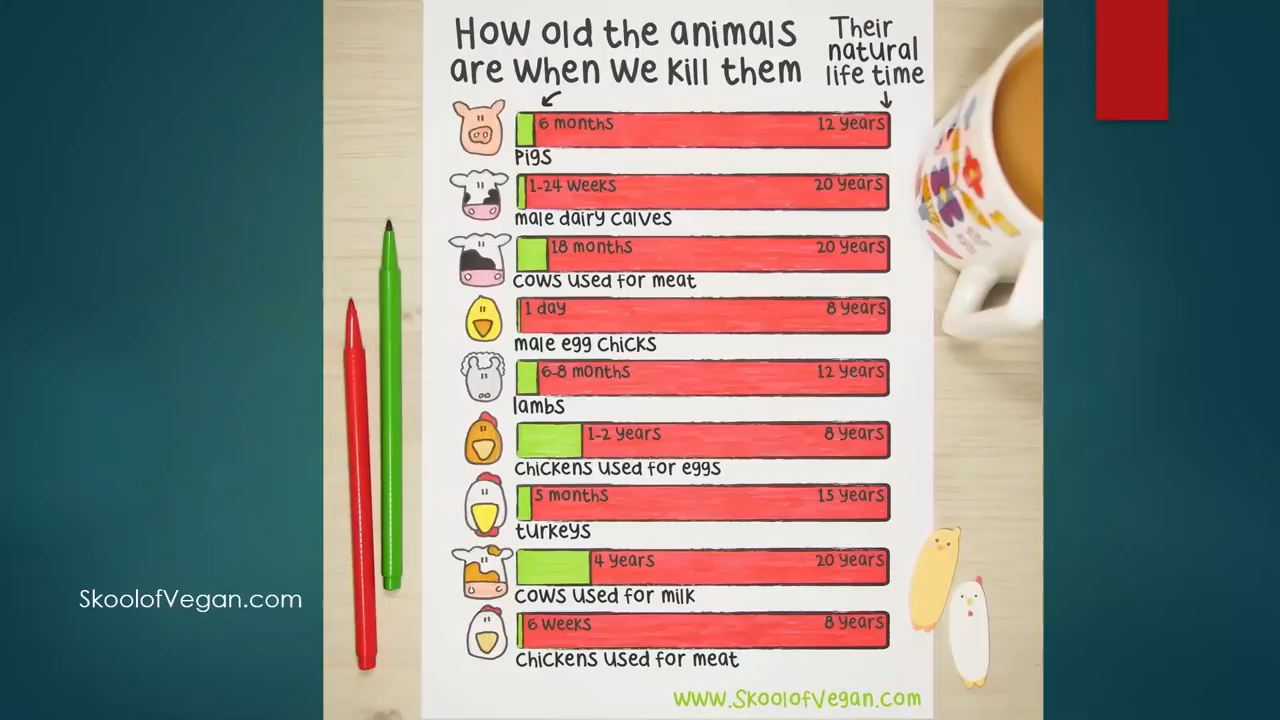 How old the animals
are when we kill them
Their
natural
life time
6 months
12 years
pigs
1-24 weeks
20 years
male dairy calves
18 months
20 years
cows used for meat
1 day
8 years
male egg chicks
6-8 months
12 years
lambs
1-2 years
8 years
chickens used for eggs
5 months
15 years
turkeys
4 years
20 years
cows used for milk
6 weeks
8 years
chickens used for meat
www.SkoolofVegan.com
SkoolofVegan.com